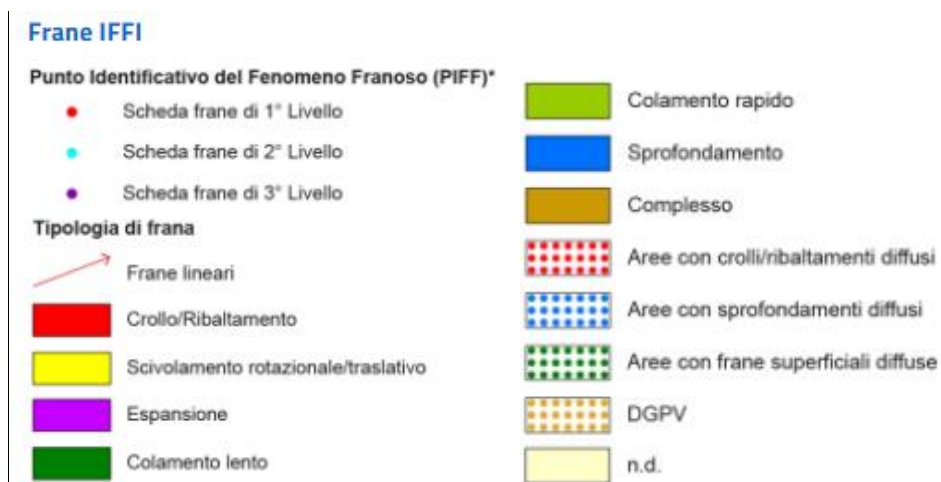 Frane IFFI
Punto Identificativo del Fenomeno Franoso (PIFF)*
Scheda frane di 1° Livello
Scheda frane di 2° Livello
Scheda frane di 3° Livello
Tipologia di frana
Frane lineari
Crollo/Ribaltamento
Scivolamento rotazionale/traslativo
Espansione
Colamento lento
Colamento rapido
Sprofondamento
Complesso
Aree con crolli/ribaltamenti diffusi
Aree con sprofondamenti diffusi
Aree con frane superficiali diffuse
DGPV
n.d.